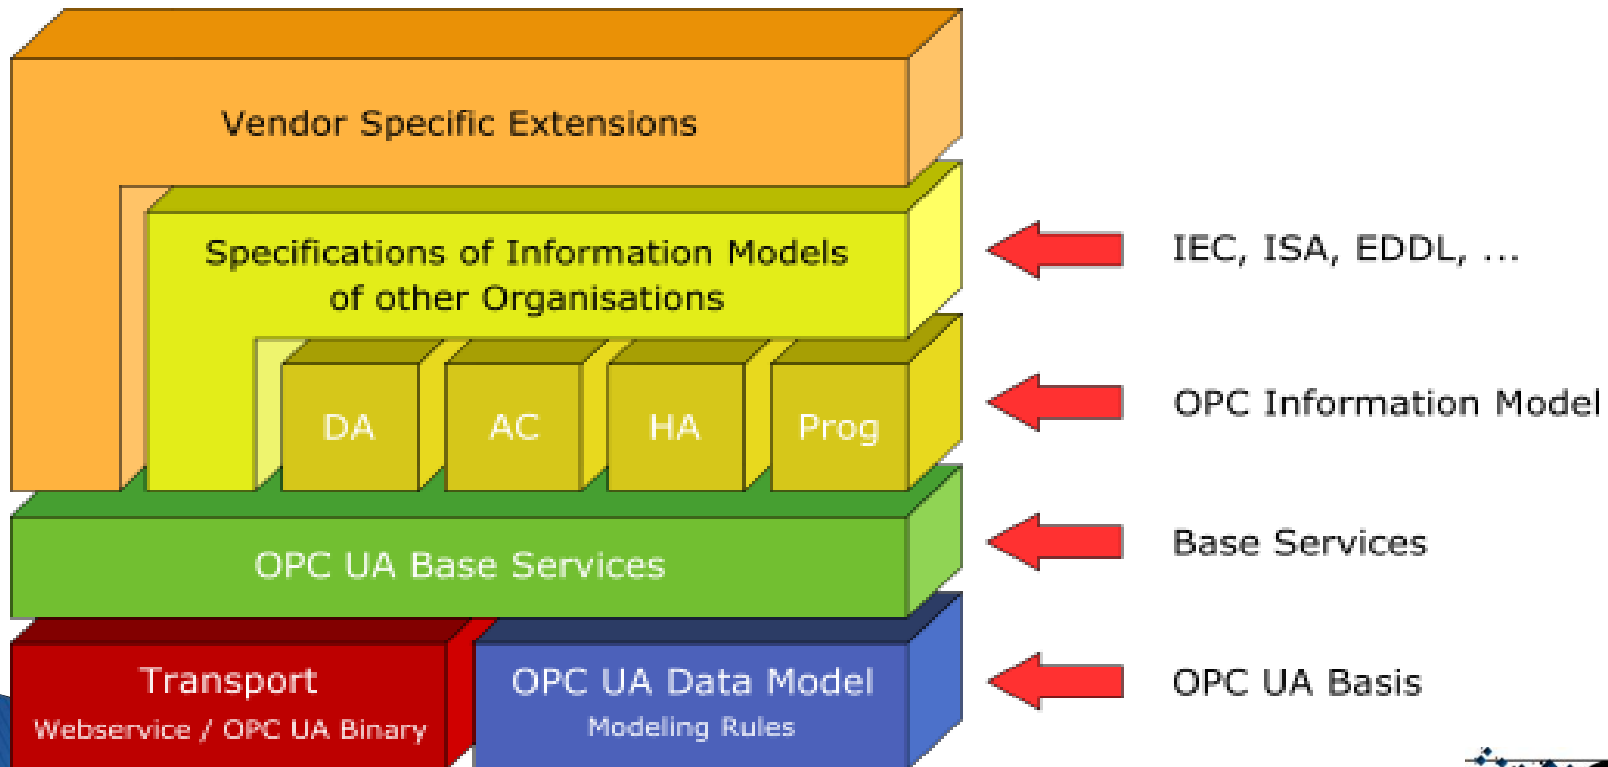 Vendor Specific Extensions
Specifications of Information Models
of other Organisations
IEC, ISA, EDDL, ...
DA
AC
HA
Prog
OPC Information Model
OPC UA Base Services
Base Services
Transport
Webservice / OPC UA Binary
OPC UA Data Model
Modeling Rules
OPC UA Basis